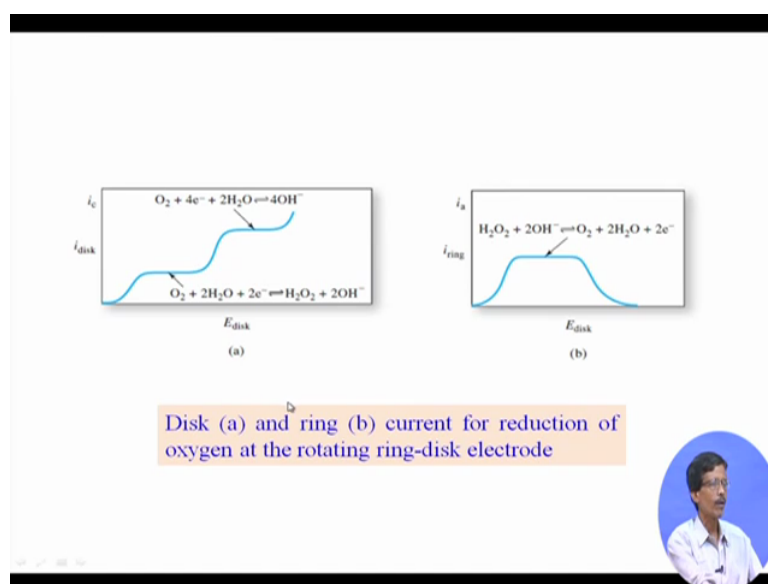 i_c
O₂ + 4e⁻ + 2H₂O ⇌ 4OH⁻
i_disk
O₂ + 2H₂O + 2e⁻ ⇌ H₂O₂ + 2OH⁻
E_disk
(a)
i_a
H₂O₂ + 2OH⁻ ⇌ O₂ + 2H₂O + 2e⁻
i_ring
E_disk
(b)
Disk (a) and ring (b) current for reduction of
oxygen at the rotating ring-disk electrode